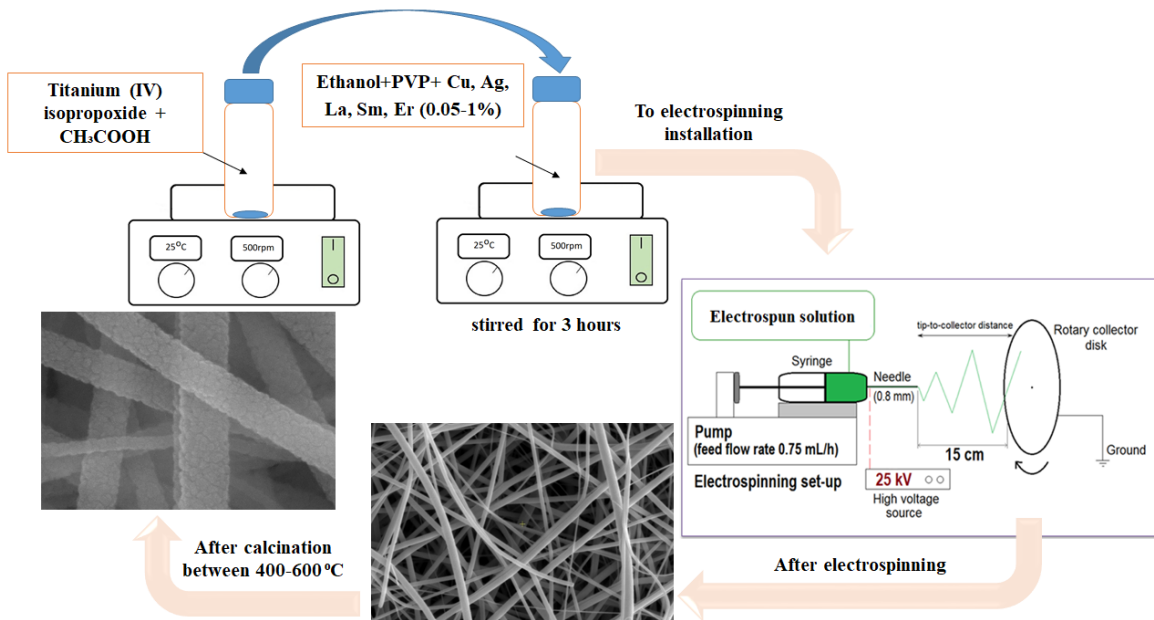 Titanium (IV)
isopropoxide +
CH₃COOH
Ethanol+PVP+ Cu, Ag,
La, Sm, Er (0.05-1%)
To electrospinning
installation
25°C
500rpm
25°C
500rpm
stirred for 3 hours
Electrospun solution
tip-to-collector distance
Rotary collector
disk
Syringe
Needle
(0.8 mm)
Pump
(feed flow rate 0.75 mL/h)
15 cm
Ground
Electrospinning set-up
25 kV
High voltage
source
After electrospinning
After calcination
between 400-600 ⁰C